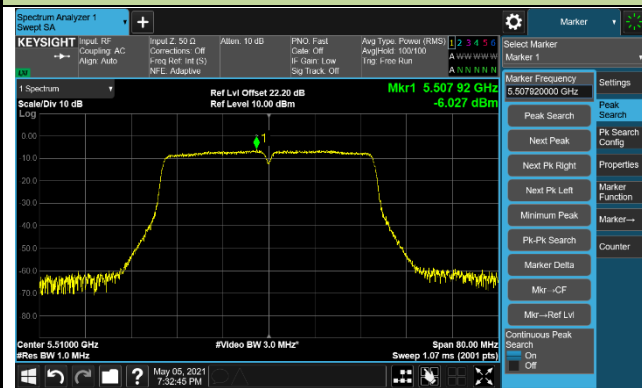 Spectrum Analyzer 1
Swept SA
+
Marker
KEYSIGHT
Input: RF
Coupling: AC
Align: Auto
Input Z: 50 Ω
Corrections: Off
Freq Ref: Int (S)
NFE: Adaptive
Atten: 10 dB
PNO: Fast
Gate: Off
IF Gain: Low
Sig Track: Off
Avg Type: Power (RMS)
Avg|Hold: 100/100
Trig: Free Run
1 2 3 4 5 6
A W W W W W
A N N N N N
LXI
Select Marker
Marker 1
1 Spectrum
Scale/Div 10 dB
Log
Ref Lvl Offset 22.20 dB
Ref Level 10.00 dBm
Mkr1 5.507 92 GHz
-6.027 dBm
1
0.00
-10.0
-20.0
-30.0
-40.0
-50.0
-60.0
-70.0
-80.0
Center 5.51000 GHz
#Res BW 1.0 MHz
#Video BW 3.0 MHz*
Span 80.00 MHz
Sweep 1.07 ms (2001 pts)
Marker Frequency
5.507920000 GHz
Peak Search
Next Peak
Next Pk Right
Next Pk Left
Minimum Peak
Pk-Pk Search
Marker Delta
Mkr→CF
Mkr→Ref Lvl
Continuous Peak
Search
On
Off
Settings
Peak
Search
Pk Search
Config
Properties
Marker
Function
Marker→
Counter
?
May 05, 2021
7:32:45 PM